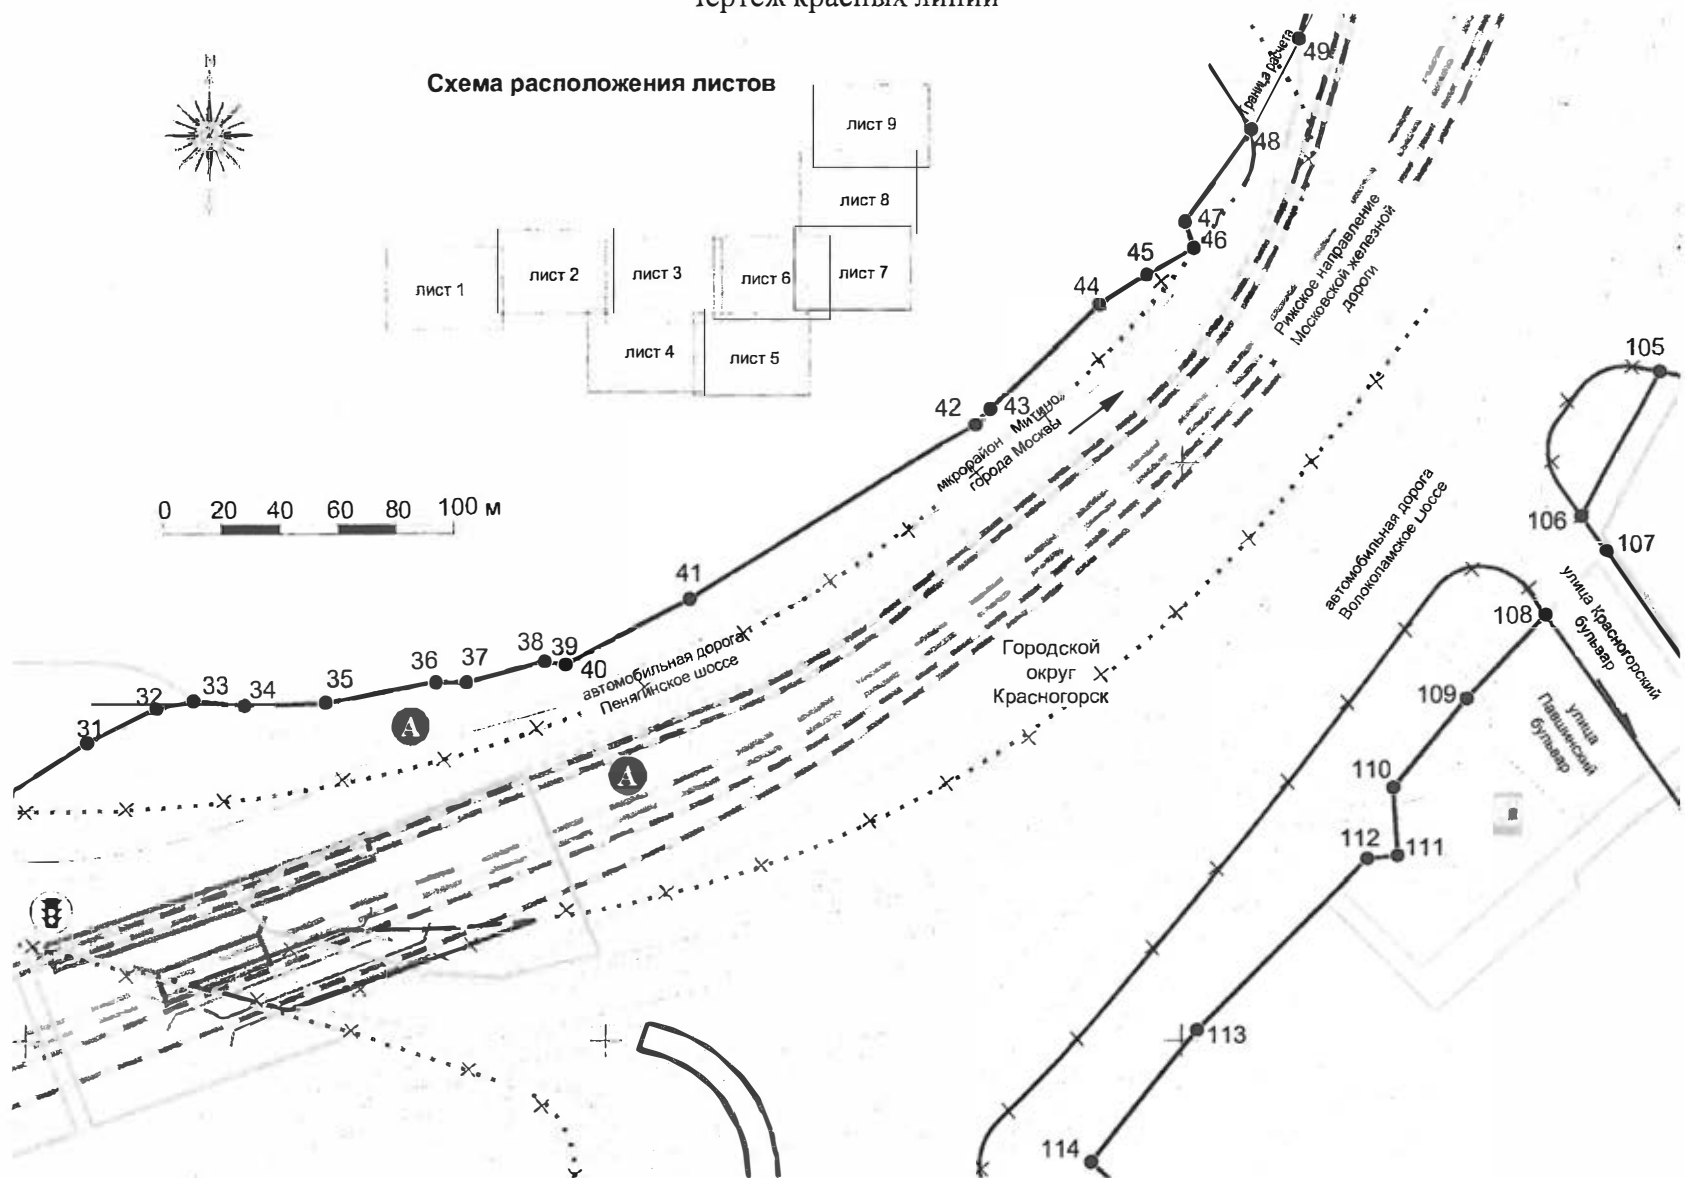 Чертеж красных линий
N
Схема расположения листов
лист 9
лист 8
лист 1
лист 2
лист 3
лист 6
лист 7
лист 4
лист 5
0 20 40 60 80 100 м
Граница расчета
49
48
47
46
45
44
43
42
41
40
39
38
37
36
35
34
33
32
31
А
А
Рижское направление
Московской железной
дороги
мкрорайон Митино,
города Москвы
автомобильная дорога
Пенягинское шоссе
Городской
округ
Красногорск
автомобильная дорога
Волоколамское шоссе
улица Красногорский
бульвар
улица
Павшинский
бульвар
105
106
107
108
109
110
111
112
113
114